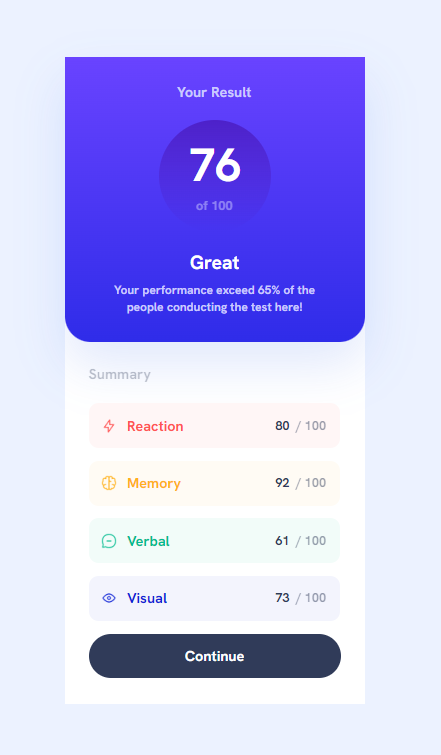 Your Result
76
of 100
Great
Your performance exceed 65% of the
people conducting the test here!
Summary
Reaction 80 / 100
Memory 92 / 100
Verbal 61 / 100
Visual 73 / 100
Continue